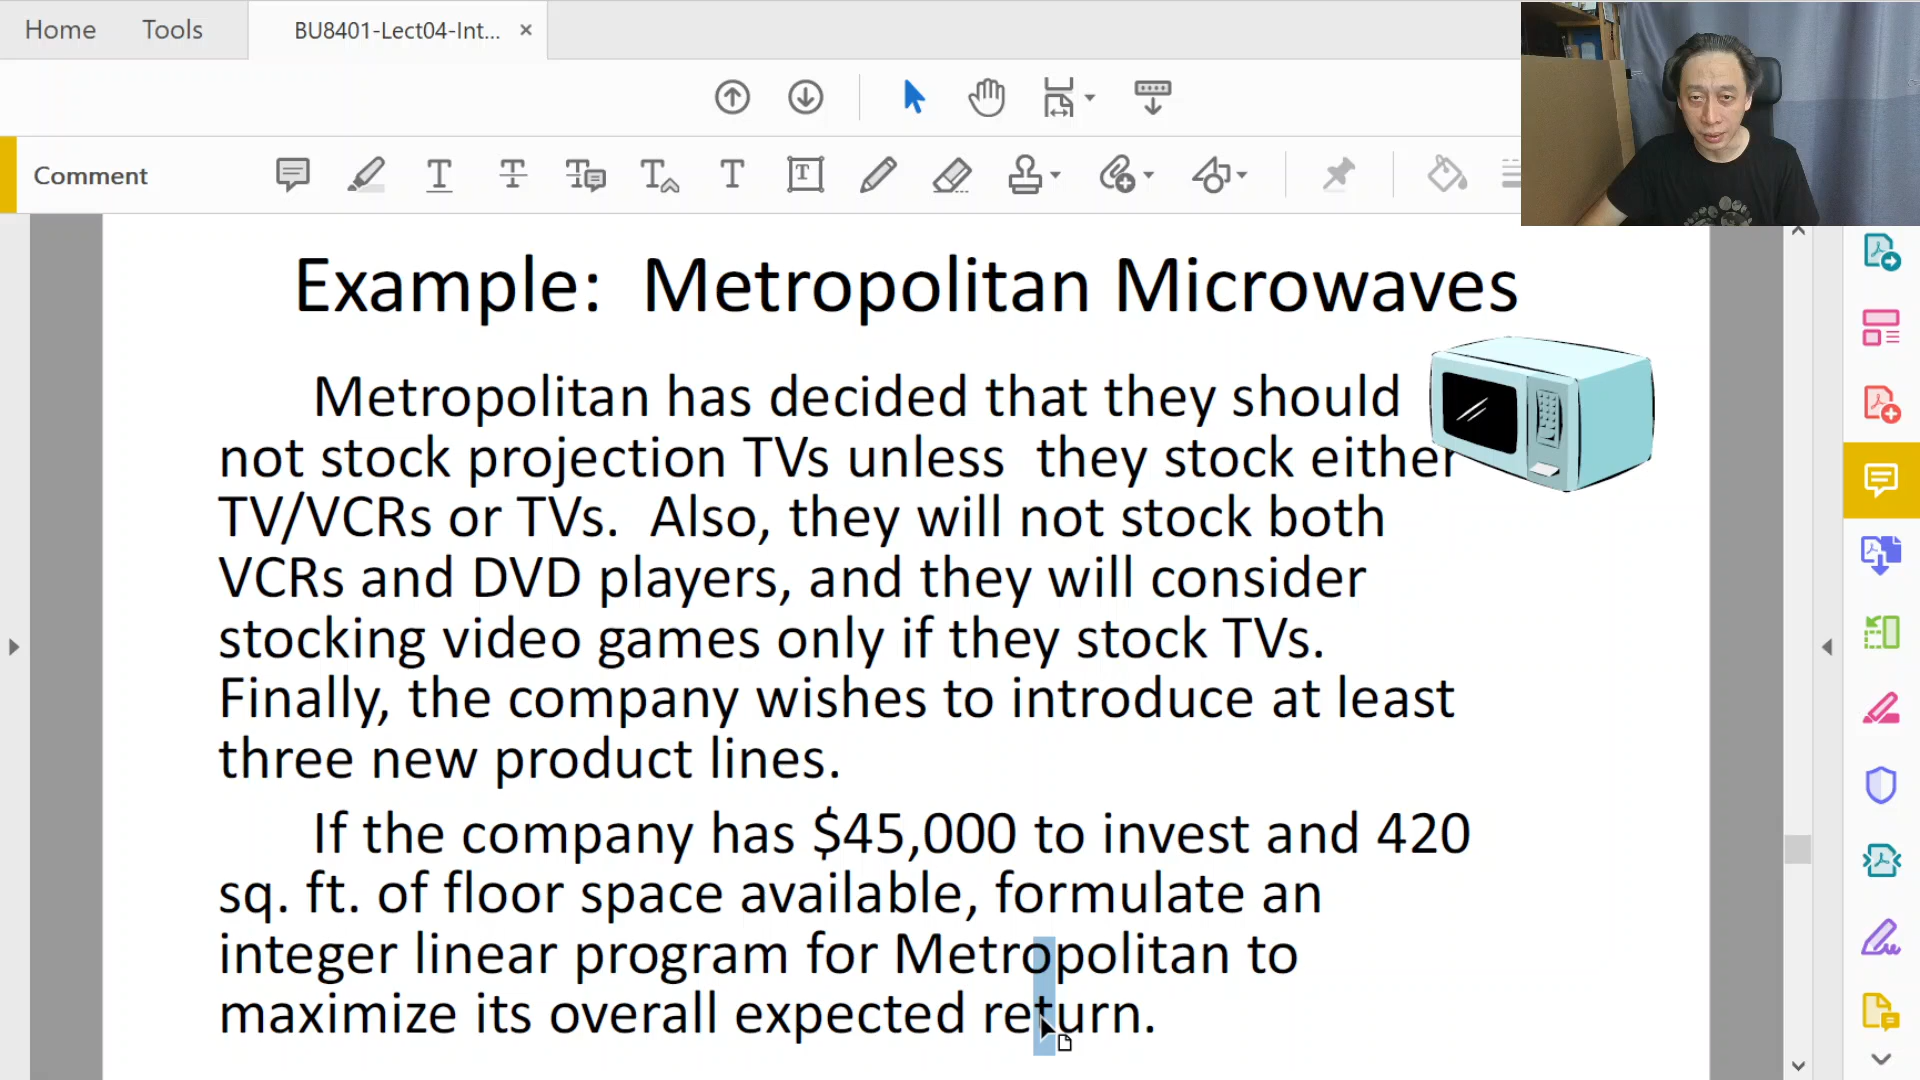 Home Tools BU8401-Lect04-Int... ×
Comment
Example: Metropolitan Microwaves
Metropolitan has decided that they should
not stock projection TVs unless they stock either
TV/VCRs or TVs. Also, they will not stock both
VCRs and DVD players, and they will consider
stocking video games only if they stock TVs.
Finally, the company wishes to introduce at least
three new product lines.
If the company has $45,000 to invest and 420
sq. ft. of floor space available, formulate an
integer linear program for Metropolitan to
maximize its overall expected return.